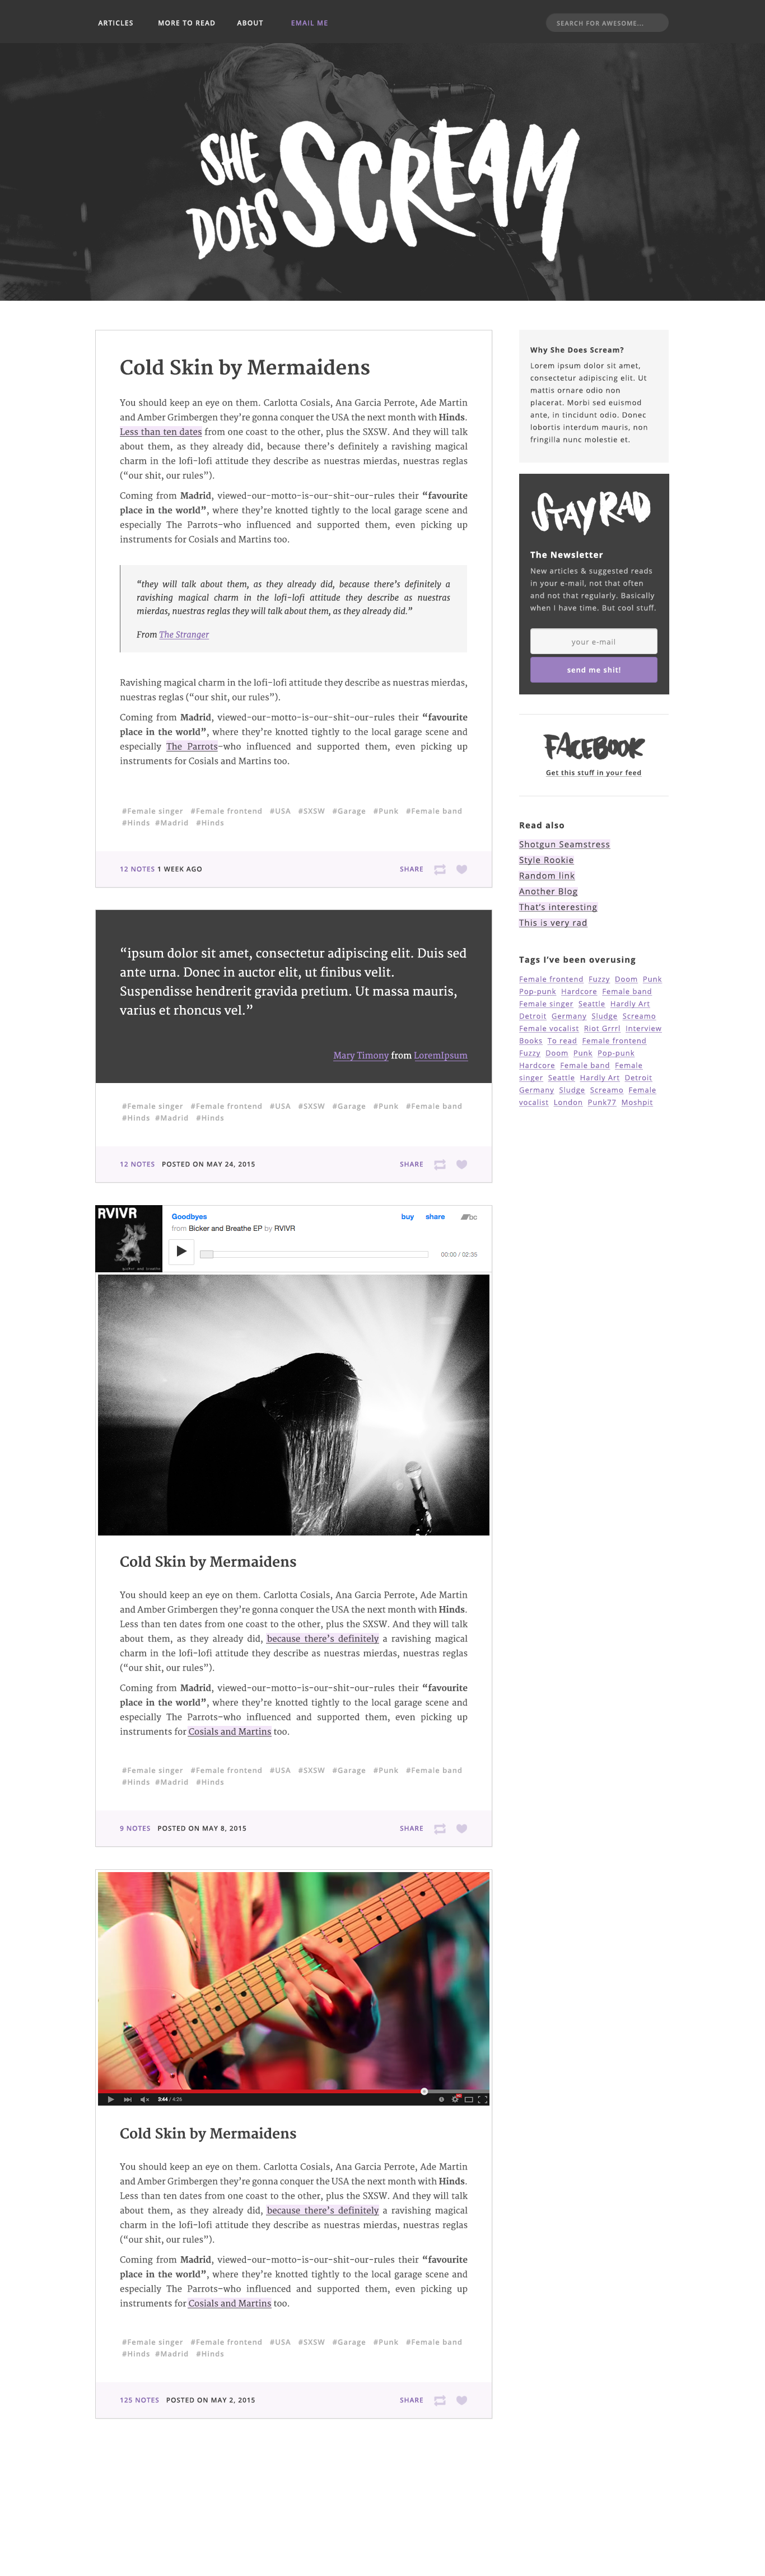 ARTICLES MORE TO READ ABOUT EMAIL ME SEARCH FOR AWESOME...
SHE DOES SCREAM
Cold Skin by Mermaidens
You should keep an eye on them. Carlotta Cosials, Ana Garcia Perrote, Ade Martin
and Amber Grimbergen they're gonna conquer the USA the next month with Hinds.
Less than ten dates from one coast to the other, plus the SXSW. And they will talk
about them, as they already did, because there's definitely a ravishing magical
charm in the lofi-lofi attitude they describe as nuestras mierdas, nuestras reglas
(“our shit, our rules”).
Coming from Madrid, viewed-our-motto-is-our-shit-our-rules their “favourite
place in the world”, where they're knotted tightly to the local garage scene and
especially The Parrots–who influenced and supported them, even picking up
instruments for Cosials and Martins too.
“they will talk about them, as they already did, because there's definitely a
ravishing magical charm in the lofi-lofi attitude they describe as nuestras
mierdas, nuestras reglas they will talk about them, as they already did.”
From The Stranger
Ravishing magical charm in the lofi-lofi attitude they describe as nuestras mierdas,
nuestras reglas (“our shit, our rules”).
Coming from Madrid, viewed-our-motto-is-our-shit-our-rules their “favourite
place in the world”, where they're knotted tightly to the local garage scene and
especially The Parrots–who influenced and supported them, even picking up
instruments for Cosials and Martins too.
#Female singer #Female frontend #USA #SXSW #Garage #Punk #Female band
#Hinds #Madrid #Hinds
12 NOTES 1 WEEK AGO SHARE
“ipsum dolor sit amet, consectetur adipiscing elit. Duis sed
ante urna. Donec in auctor elit, ut finibus velit.
Suspendisse hendrerit gravida pretium. Ut massa mauris,
varius et rhoncus vel.”
Mary Timony from LoremIpsum
#Female singer #Female frontend #USA #SXSW #Garage #Punk #Female band
#Hinds #Madrid #Hinds
12 NOTES POSTED ON MAY 24, 2015 SHARE
RVIVR
bicker and breathe
Goodbyes buy share bc
from Bicker and Breathe EP by RVIVR
00:00 / 02:35
Cold Skin by Mermaidens
You should keep an eye on them. Carlotta Cosials, Ana Garcia Perrote, Ade Martin
and Amber Grimbergen they're gonna conquer the USA the next month with Hinds.
Less than ten dates from one coast to the other, plus the SXSW. And they will talk
about them, as they already did, because there's definitely a ravishing magical
charm in the lofi-lofi attitude they describe as nuestras mierdas, nuestras reglas
(“our shit, our rules”).
Coming from Madrid, viewed-our-motto-is-our-shit-our-rules their “favourite
place in the world”, where they're knotted tightly to the local garage scene and
especially The Parrots–who influenced and supported them, even picking up
instruments for Cosials and Martins too.
#Female singer #Female frontend #USA #SXSW #Garage #Punk #Female band
#Hinds #Madrid #Hinds
9 NOTES POSTED ON MAY 8, 2015 SHARE
3:44 / 4:25
Cold Skin by Mermaidens
You should keep an eye on them. Carlotta Cosials, Ana Garcia Perrote, Ade Martin
and Amber Grimbergen they're gonna conquer the USA the next month with Hinds.
Less than ten dates from one coast to the other, plus the SXSW. And they will talk
about them, as they already did, because there's definitely a ravishing magical
charm in the lofi-lofi attitude they describe as nuestras mierdas, nuestras reglas
(“our shit, our rules”).
Coming from Madrid, viewed-our-motto-is-our-shit-our-rules their “favourite
place in the world”, where they're knotted tightly to the local garage scene and
especially The Parrots–who influenced and supported them, even picking up
instruments for Cosials and Martins too.
#Female singer #Female frontend #USA #SXSW #Garage #Punk #Female band
#Hinds #Madrid #Hinds
125 NOTES POSTED ON MAY 2, 2015 SHARE
Why She Does Scream?
Lorem ipsum dolor sit amet,
consectetur adipiscing elit. Ut
mattis ornare odio non
placerat. Morbi sed euismod
ante, in tincidunt odio. Donec
lobortis interdum mauris, non
fringilla nunc molestie et.
STAY RAD
The Newsletter
New articles & suggested reads
in your e-mail, not that often
and not that regularly. Basically
when I have time. But cool stuff.
your e-mail
send me shit!
FACEBOOK
Get this stuff in your feed
Read also
Shotgun Seamstress
Style Rookie
Random link
Another Blog
That's interesting
This is very rad
Tags I've been overusing
Female frontend Fuzzy Doom Punk
Pop-punk Hardcore Female band
Female singer Seattle Hardly Art
Detroit Germany Sludge Screamo
Female vocalist Riot Grrrl Interview
Books To read Female frontend
Fuzzy Doom Punk Pop-punk
Hardcore Female band Female
singer Seattle Hardly Art Detroit
Germany Sludge Screamo Female
vocalist London Punk77 Moshpit